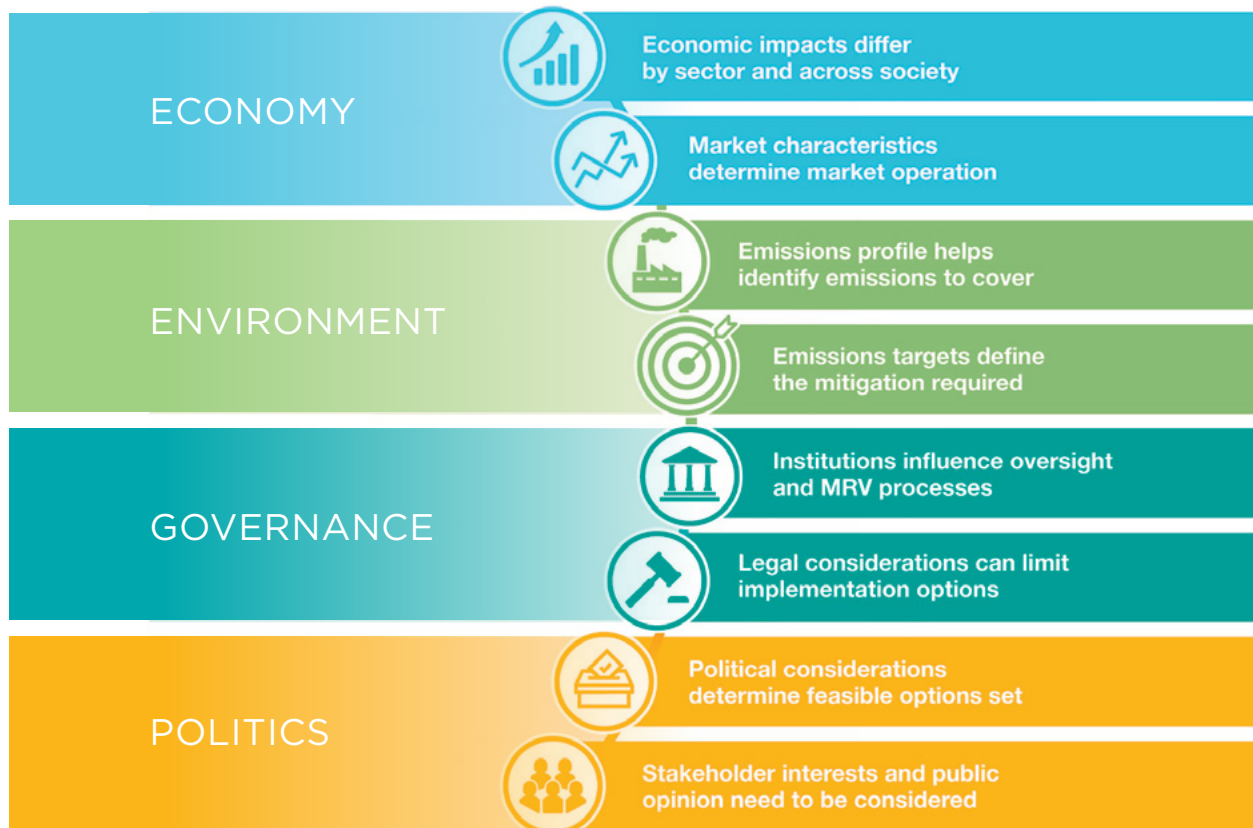 ECONOMY
Economic impacts differ
by sector and across society
Market characteristics
determine market operation
ENVIRONMENT
Emissions profile helps
identify emissions to cover
Emissions targets define
the mitigation required
GOVERNANCE
Institutions influence oversight
and MRV processes
Legal considerations can limit
implementation options
POLITICS
Political considerations
determine feasible options set
Stakeholder interests and public
opinion need to be considered